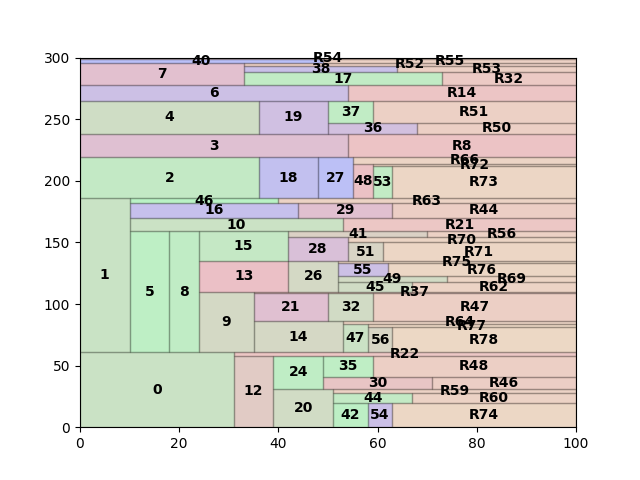 300 40 R54 R55
7 38 R52 R53
17 R32
6 R14
250 4 19 37 R51
36 R50
3 R8
R66
R72
200 2 18 27 48 53 R73
46 R63
16 29 R44
10 R21
150 15 41 R56
28 51 R70 R71
1 R75
13 26 55 R76
49 R69
100 5 8 45 R37 R62
9 21 32 R47
R64 R77
14 47 56 R78
50 R22
24 35 R48
0 12 30 R46
R59
20 44 R60
42 54 R74
0
0 20 40 60 80 100